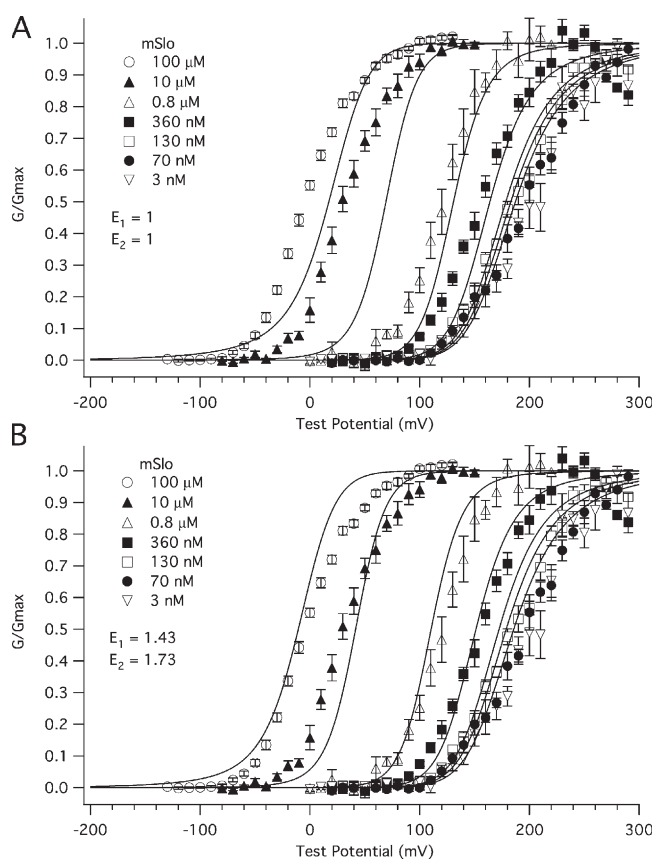 A
mSlo
100 μM
10 μM
0.8 μM
360 nM
130 nM
70 nM
3 nM
E1 = 1
E2 = 1
G/Gmax
1.0
0.9
0.8
0.7
0.6
0.5
0.4
0.3
0.2
0.1
0.0
-200 -100 0 100 200 300
Test Potential (mV)
B
mSlo
100 μM
10 μM
0.8 μM
360 nM
130 nM
70 nM
3 nM
E1 = 1.43
E2 = 1.73
G/Gmax
1.0
0.9
0.8
0.7
0.6
0.5
0.4
0.3
0.2
0.1
0.0
-200 -100 0 100 200 300
Test Potential (mV)